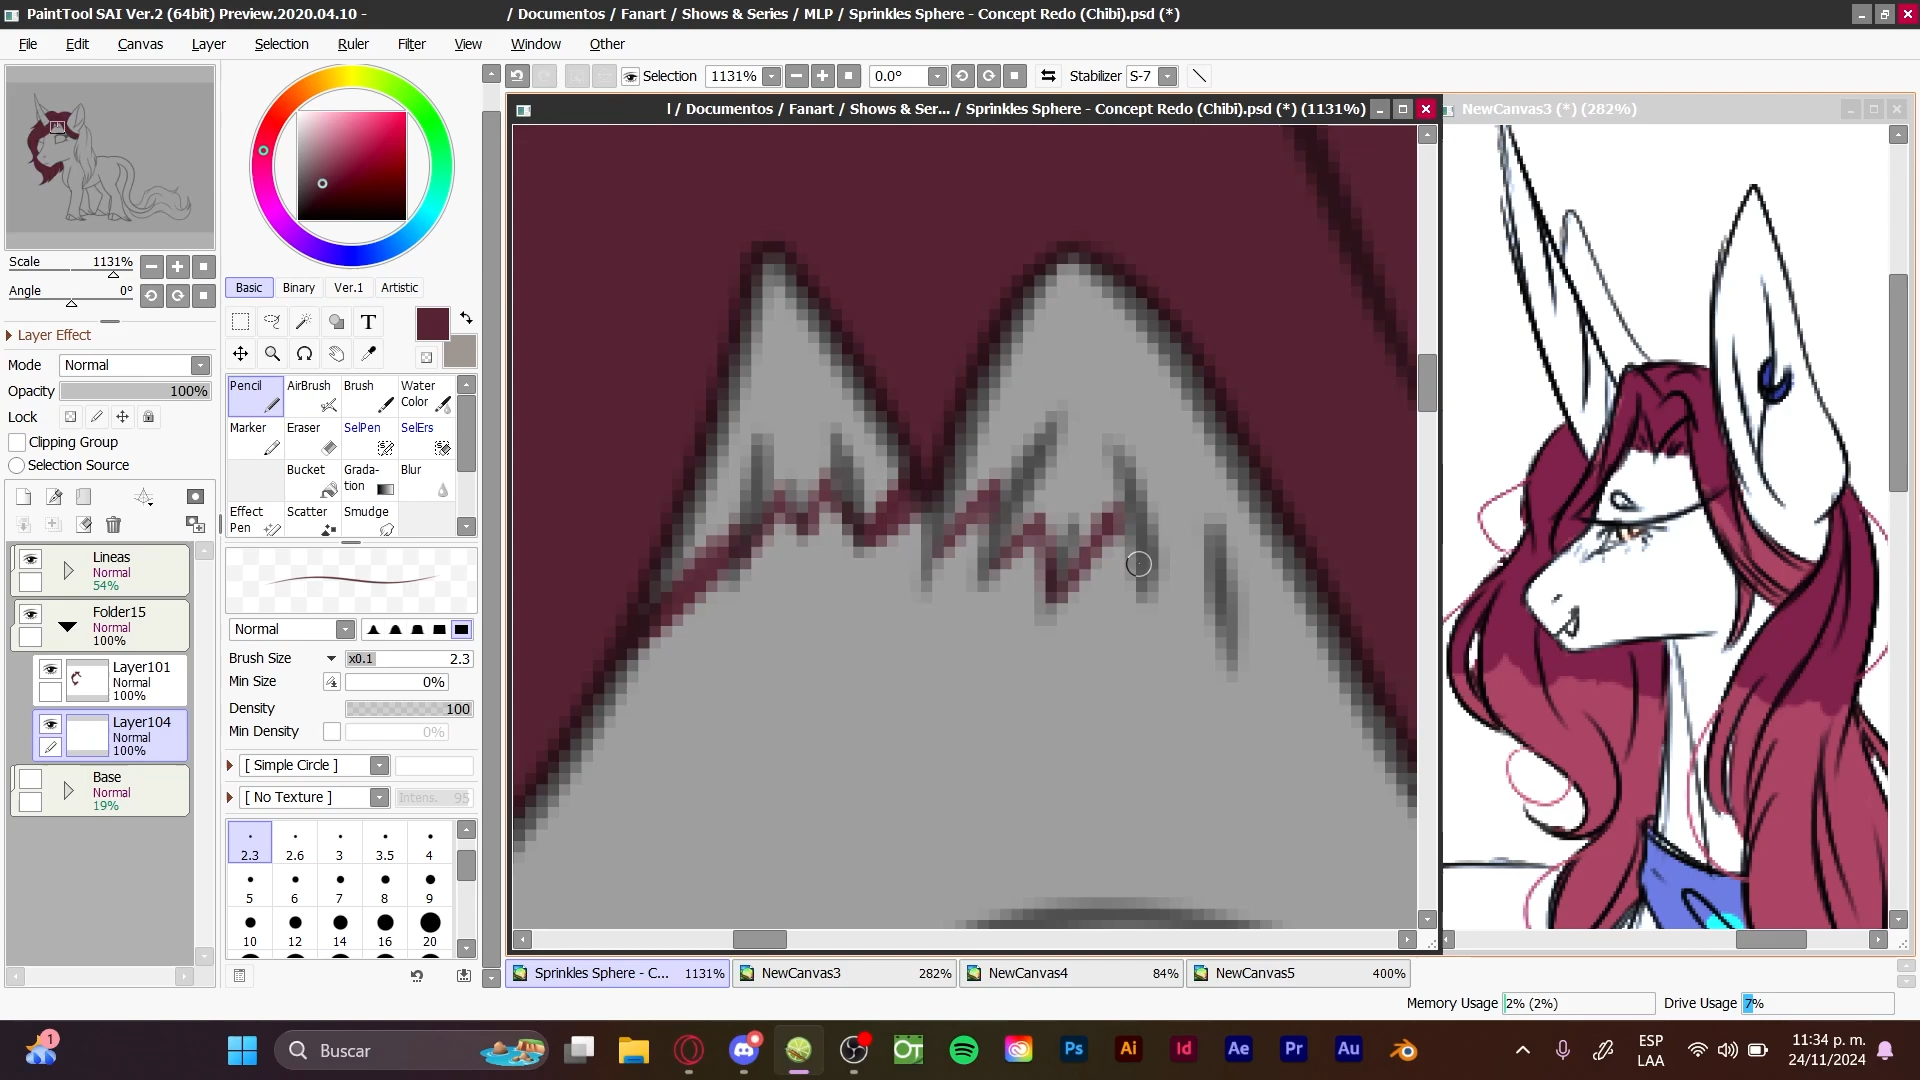 PaintTool SAI Ver.2 (64bit) Preview.2020.04.10 - / Documentos / Fanart / Shows & Series / MLP / Sprinkles Sphere - Concept Redo (Chibi).psd (*)
File Edit Canvas Layer Selection Ruler Filter View Window Other
Selection 1131% 0.0° Stabilizer S-7
/ Documentos / Fanart / Shows & Ser... / Sprinkles Sphere - Concept Redo (Chibi).psd (*) (1131%)
NewCanvas3 (*) (282%)
Scale 1131%
Angle 0°
Layer Effect
Mode Normal
Opacity 100%
Lock
Clipping Group
Selection Source
Lineas
Normal
54%
Folder15
Normal
100%
Layer101
Normal
100%
Layer104
Normal
100%
Base
Normal
19%
Basic Binary Ver.1 Artistic
T
Pencil AirBrush Brush Water Color
Marker Eraser SelPen SelErs
Bucket Grada- tion Blur
Effect Pen Scatter Smudge
Normal
Brush Size x0.1 2.3
Min Size 0%
Density 100
Min Density 0%
[ Simple Circle ]
[ No Texture ] Intens. 95
2.3 2.6 3 3.5 4
5 6 7 8 9
10 12 14 16 20
Sprinkles Sphere - C... 1131% NewCanvas3 282% NewCanvas4 84% NewCanvas5 400%
Memory Usage 2% (2%) Drive Usage 7%
1 Buscar OT Ps Ai Id Ae Pr Au
ESP
LAA
11:34 p. m.
24/11/2024